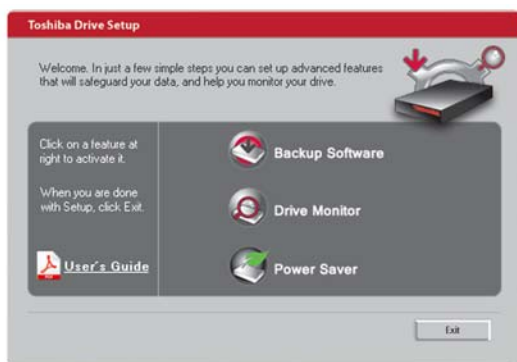 Toshiba Drive Setup
Welcome. In just a few simple steps you can set up advanced features
that will safeguard your data, and help you monitor your drive.
Click on a feature at
right to activate it.
When you are done
with Setup, click Exit.
User's Guide
Backup Software
Drive Monitor
Power Saver
Exit